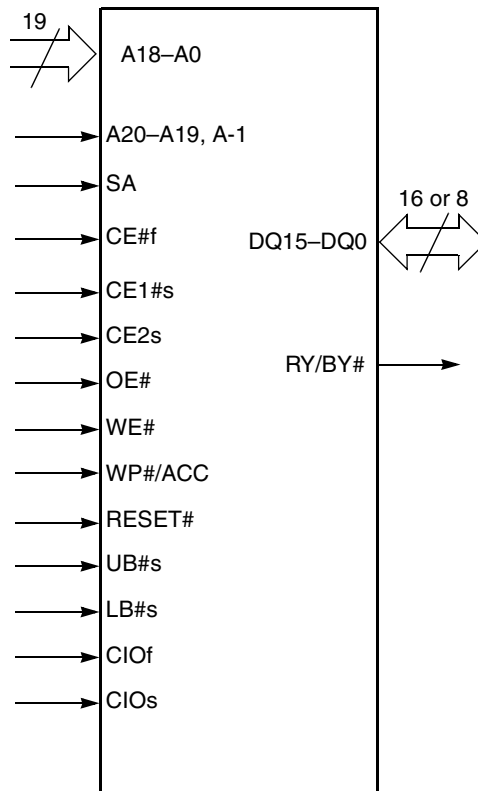 19
A18–A0
A20–A19, A-1
SA
16 or 8
CE#f
DQ15–DQ0
CE1#s
CE2s
RY/BY#
OE#
WE#
WP#/ACC
RESET#
UB#s
LB#s
CIOf
CIOs